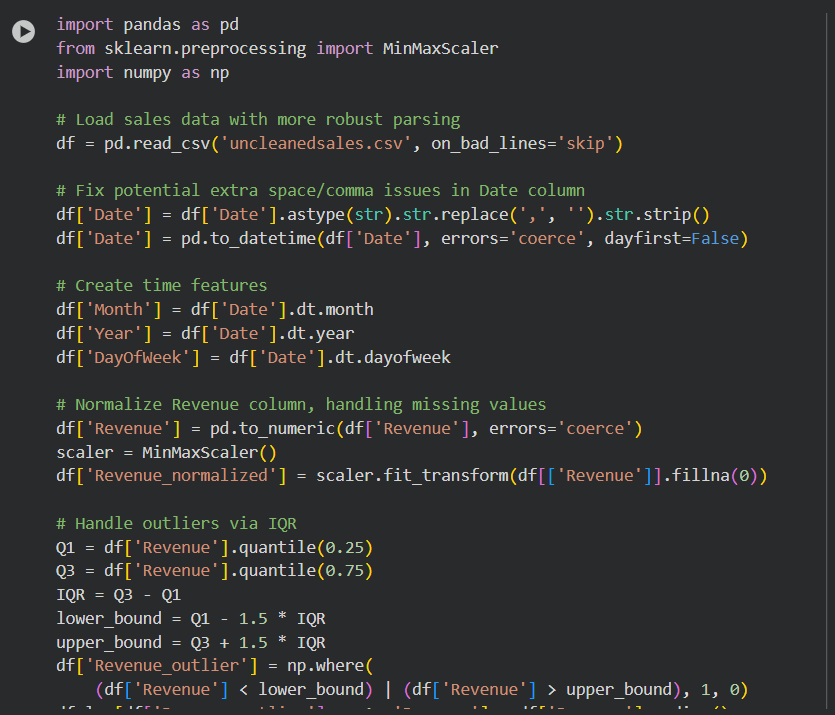 import pandas as pd
from sklearn.preprocessing import MinMaxScaler
import numpy as np
# Load sales data with more robust parsing
df = pd.read_csv('uncleanedsales.csv', on_bad_lines='skip')
# Fix potential extra space/comma issues in Date column
df['Date'] = df['Date'].astype(str).str.replace(',', '').str.strip()
df['Date'] = pd.to_datetime(df['Date'], errors='coerce', dayfirst=False)
# Create time features
df['Month'] = df['Date'].dt.month
df['Year'] = df['Date'].dt.year
df['DayOfWeek'] = df['Date'].dt.dayofweek
# Normalize Revenue column, handling missing values
df['Revenue'] = pd.to_numeric(df['Revenue'], errors='coerce')
scaler = MinMaxScaler()
df['Revenue_normalized'] = scaler.fit_transform(df[['Revenue']].fillna(0))
# Handle outliers via IQR
Q1 = df['Revenue'].quantile(0.25)
Q3 = df['Revenue'].quantile(0.75)
IQR = Q3 - Q1
lower_bound = Q1 - 1.5 * IQR
upper_bound = Q3 + 1.5 * IQR
df['Revenue_outlier'] = np.where(
(df['Revenue'] < lower_bound) | (df['Revenue'] > upper_bound), 1, 0)